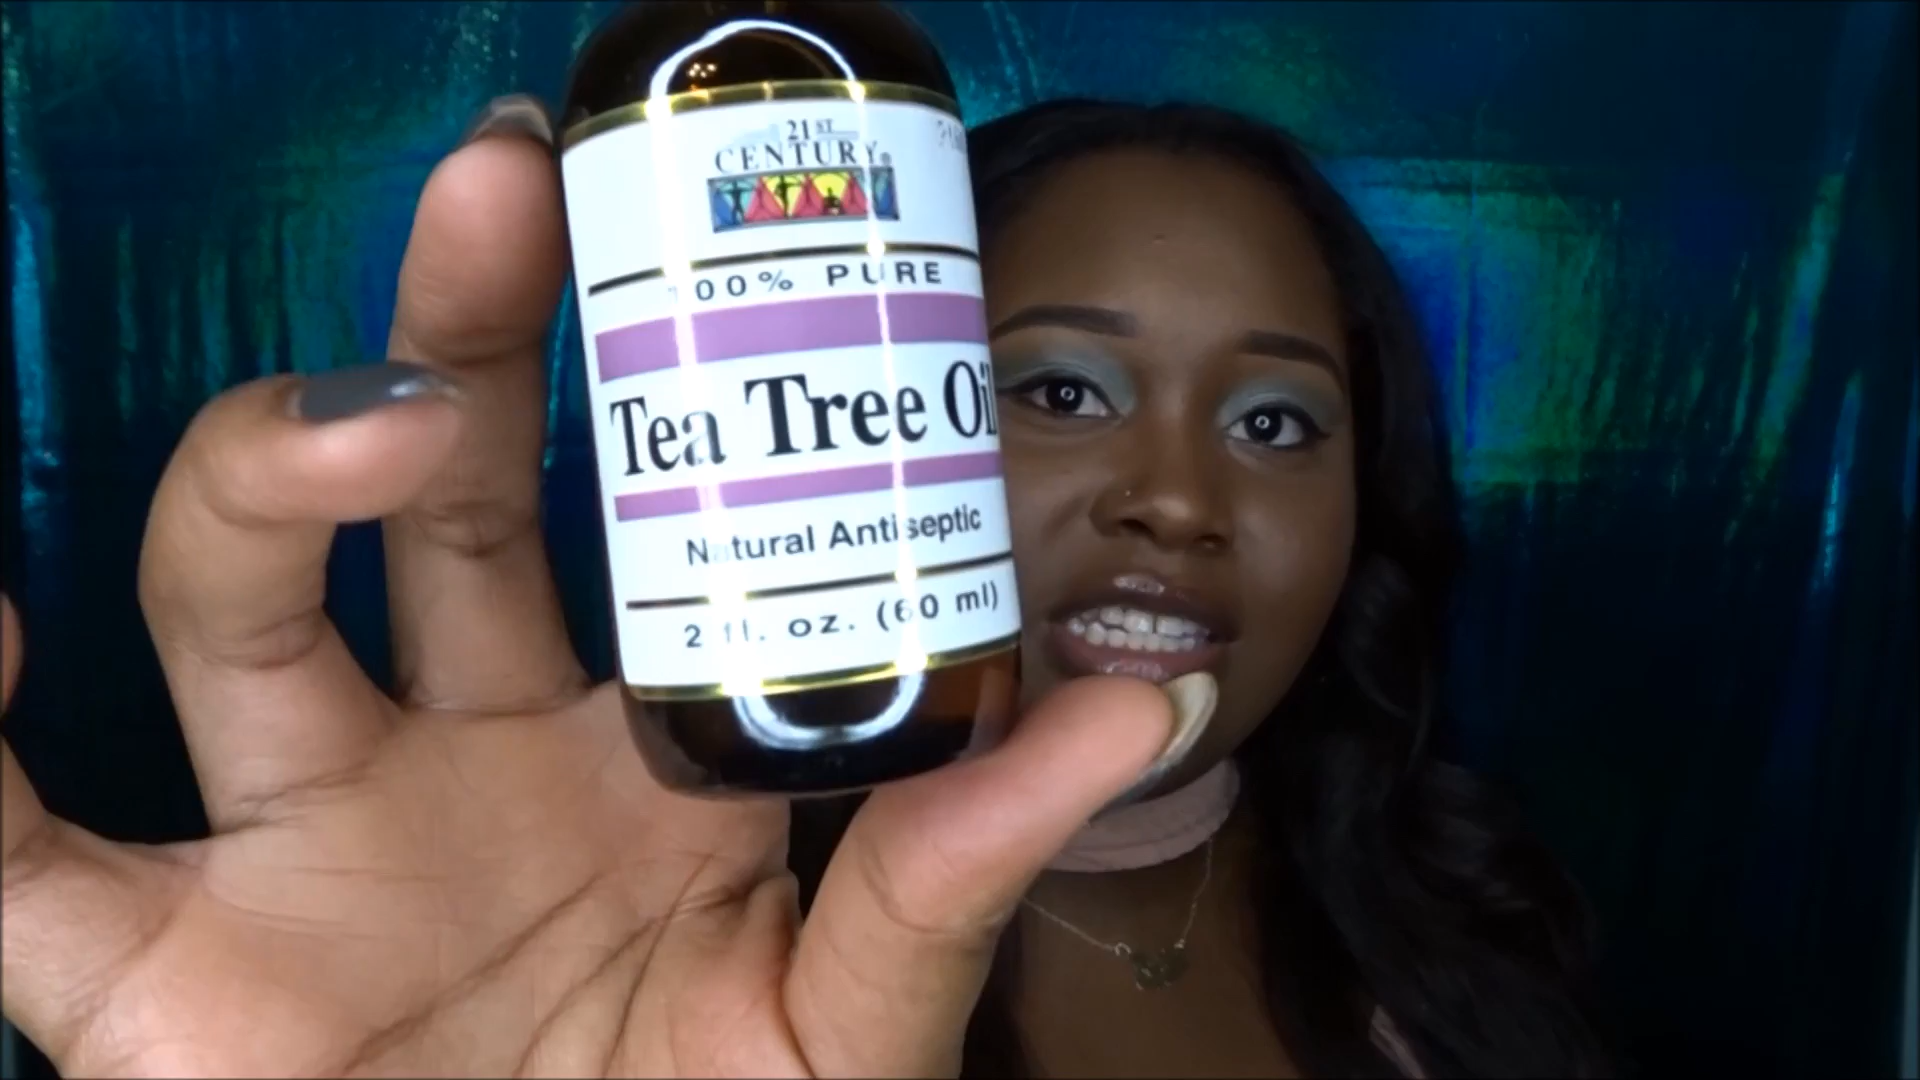 21ST
CENTURY®
100% PURE
Tea Tree Oil
Natural Antiseptic
2 fl. oz. (60 ml)